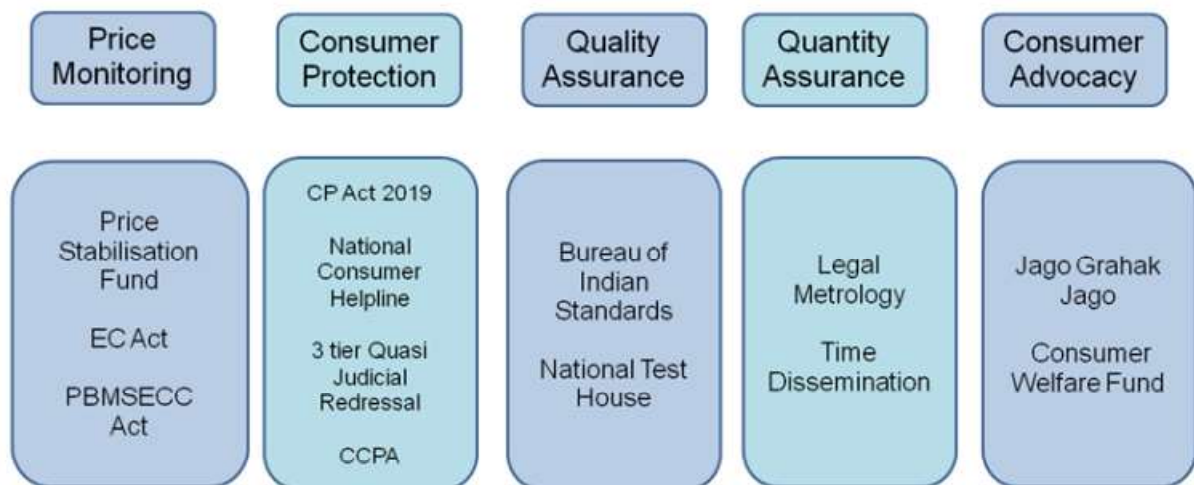 Price
Monitoring
Consumer
Protection
Quality
Assurance
Quantity
Assurance
Consumer
Advocacy
Price
Stabilisation
Fund
EC Act
PBMSECC
Act
CP Act 2019
National
Consumer
Helpline
3 tier Quasi
Judicial
Redressal
CCPA
Bureau of
Indian
Standards
National Test
House
Legal
Metrology
Time
Dissemination
Jago Grahak
Jago
Consumer
Welfare Fund